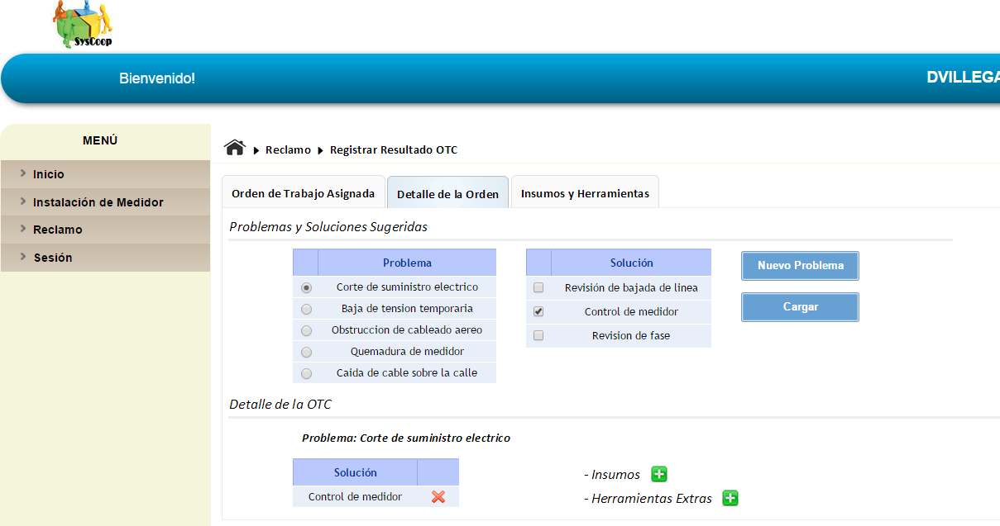 SysCoop
Bienvenido!
DVILLEGA
MENÚ
Inicio
Instalación de Medidor
Reclamo
Sesión
Reclamo Registrar Resultado OTC
Orden de Trabajo Asignada Detalle de la Orden Insumos y Herramientas
Problemas y Soluciones Sugeridas
Problema
Corte de suministro electrico
Baja de tension temporaria
Obstruccion de cableado aereo
Quemadura de medidor
Caida de cable sobre la calle
Solución
Revisión de bajada de linea
Control de medidor
Revision de fase
Nuevo Problema
Cargar
Detalle de la OTC
Problema: Corte de suministro electrico
Solución
Control de medidor
- Insumos
- Herramientas Extras